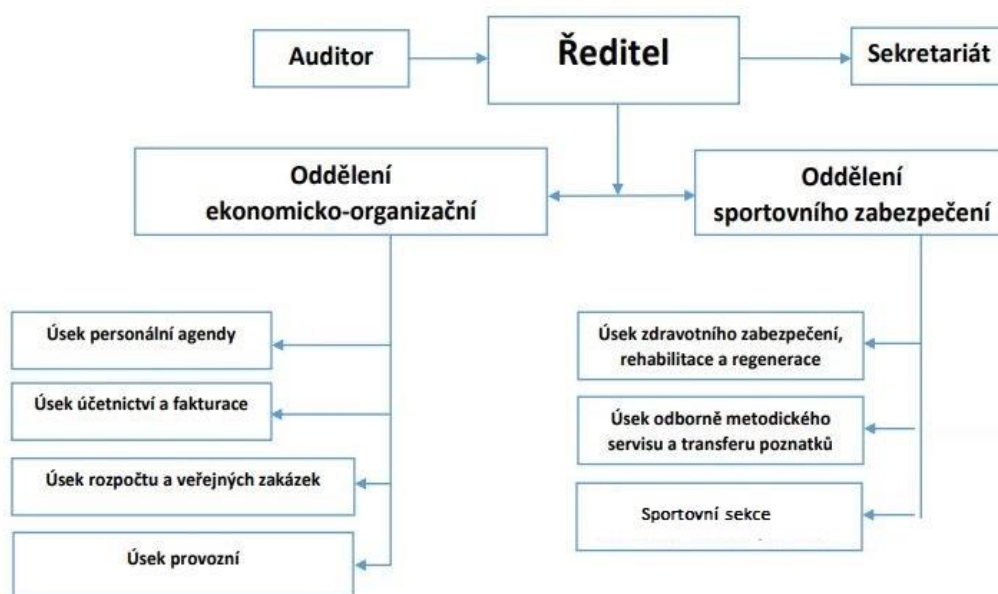 Auditor
Ředitel
Sekretariát
Oddělení
ekonomicko-organizační
Oddělení
sportovního zabezpečení
Úsek personální agendy
Úsek účetnictví a fakturace
Úsek rozpočtu a veřejných zakázek
Úsek provozní
Úsek zdravotního zabezpečení,
rehabilitace a regenerace
Úsek odborně metodického
servisu a transferu poznatků
Sportovní sekce